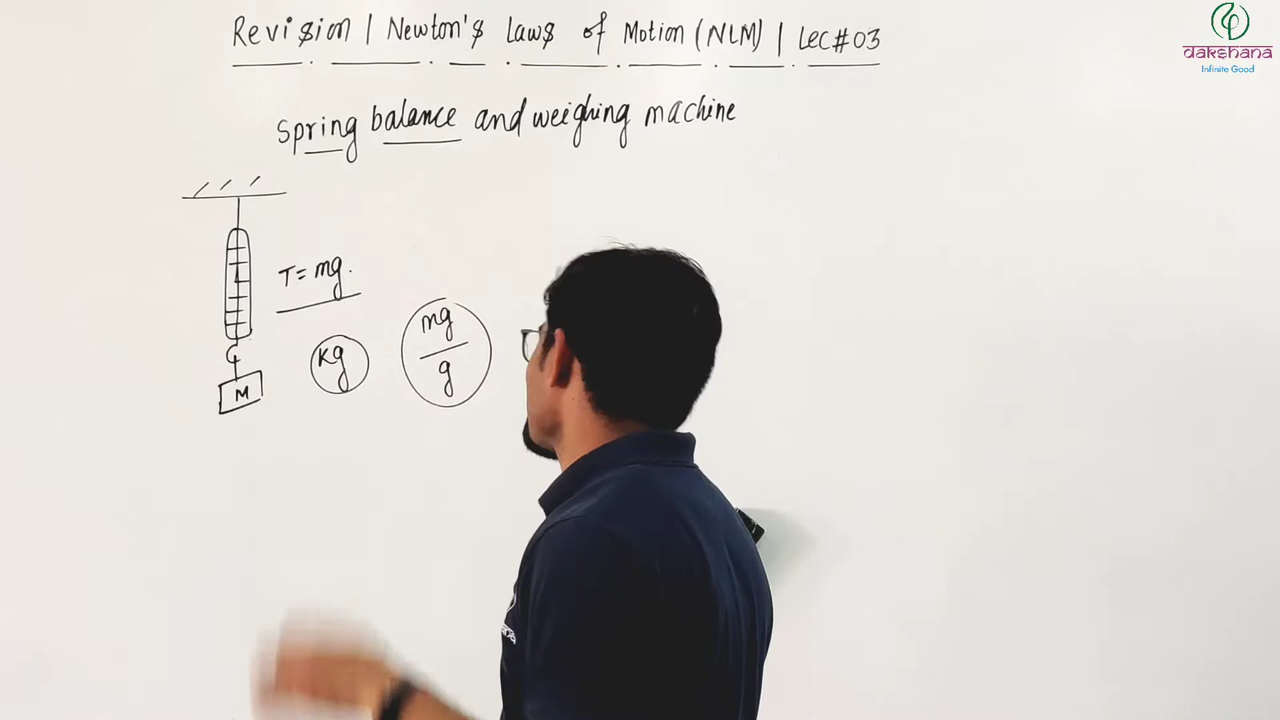 Revision | Newton's Laws of Motion (NLM) | Lec#03
dakshana
Infinite Good
spring balance and weighing machine
T = mg.
kg
mg
g
M